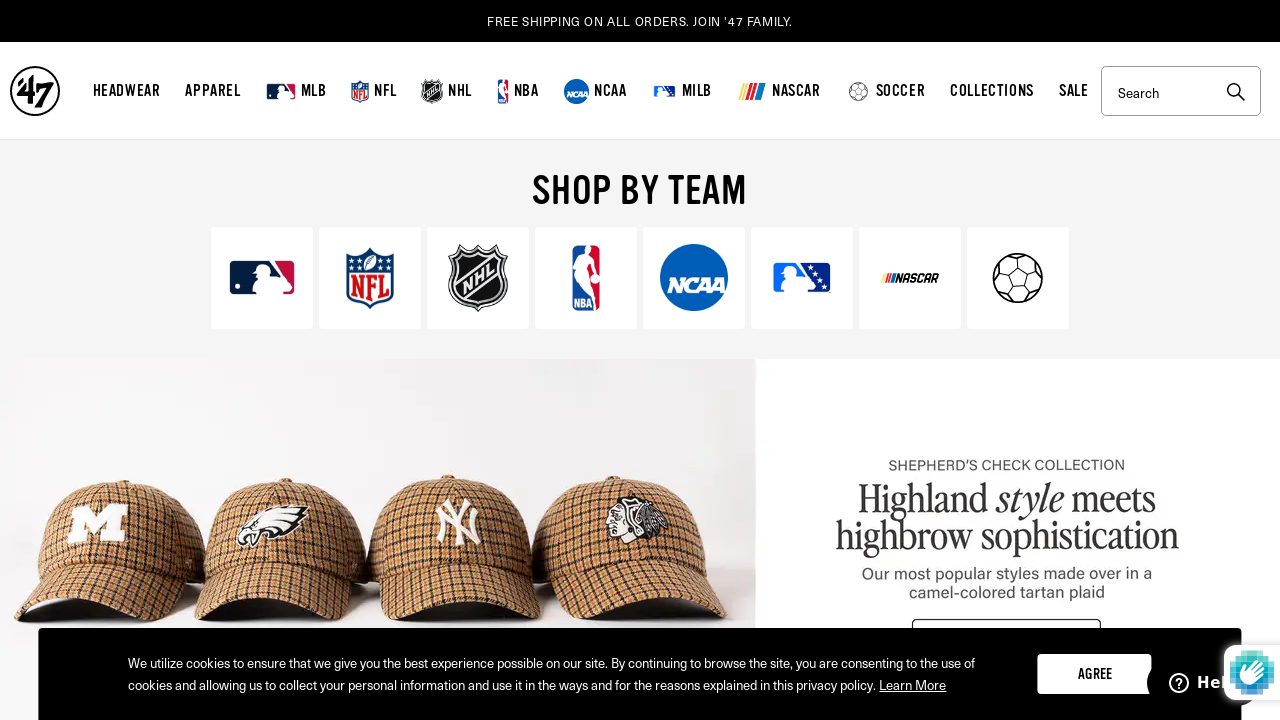 FREE SHIPPING ON ALL ORDERS. JOIN '47 FAMILY.
'47 HEADWEAR APPAREL MLB NFL NHL NBA NCAA MILB NASCAR SOCCER COLLECTIONS SALE Search
SHOP BY TEAM
NFL NHL NBA NCAA NASCAR
SHEPHERD'S CHECK COLLECTION
Highland style meets
highbrow sophistication
Our most popular styles made over in a
camel-colored tartan plaid
M NY
We utilize cookies to ensure that we give you the best experience possible on our site. By continuing to browse the site, you are consenting to the use of
cookies and allowing us to collect your personal information and use it in the ways and for the reasons explained in this privacy policy. Learn More
AGREE